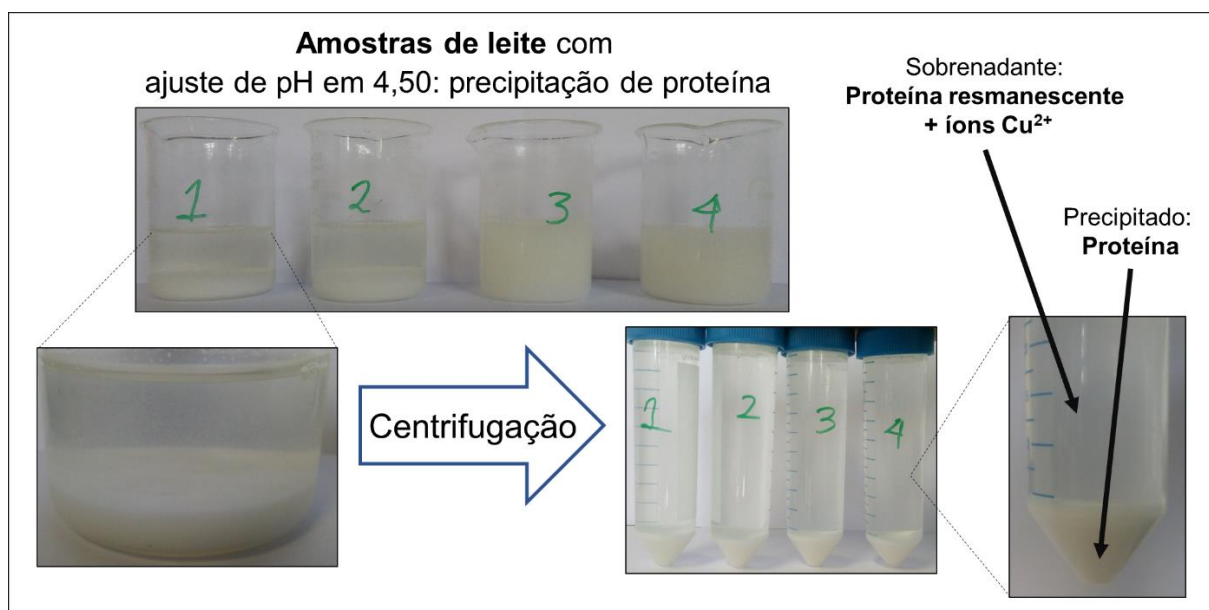 Amostras de leite com
ajuste de pH em 4,50: precipitação de proteína
1 2 3 4
Sobrenadante:
Proteína resmanescente
+ íons Cu²⁺
Precipitado:
Proteína
Centrifugação
1 2 3 4